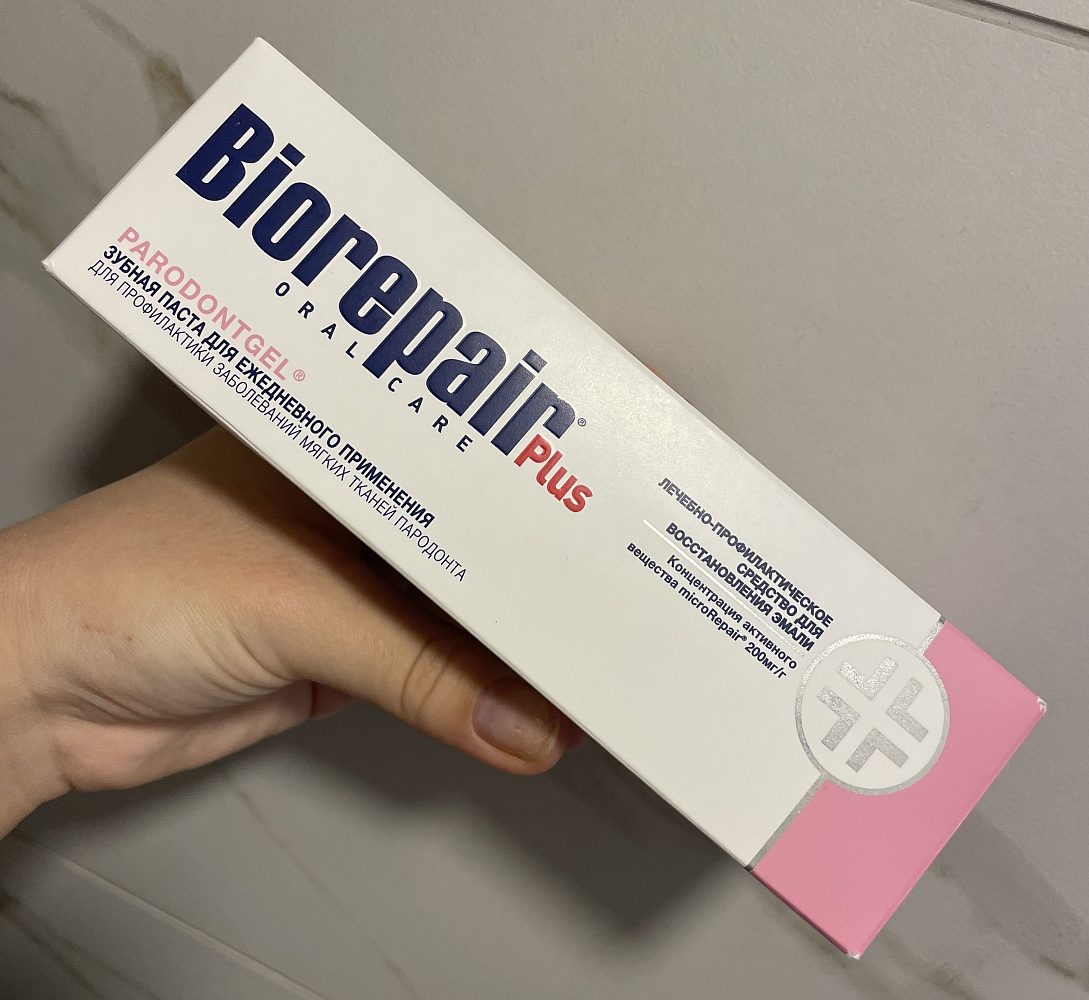 Biorepair®
Plus
ORAL CARE
PARODONTGEL®
ЗУБНАЯ ПАСТА ДЛЯ ЕЖЕДНЕВНОГО ПРИМЕНЕНИЯ
ДЛЯ ПРОФИЛАКТИКИ ЗАБОЛЕВАНИЙ МЯГКИХ ТКАНЕЙ ПАРОДОНТА
ЛЕЧЕБНО-ПРОФИЛАКТИЧЕСКОЕ
СРЕДСТВО ДЛЯ
ВОССТАНОВЛЕНИЯ ЭМАЛИ
Концентрация активного
вещества microRepair® 200мг/г